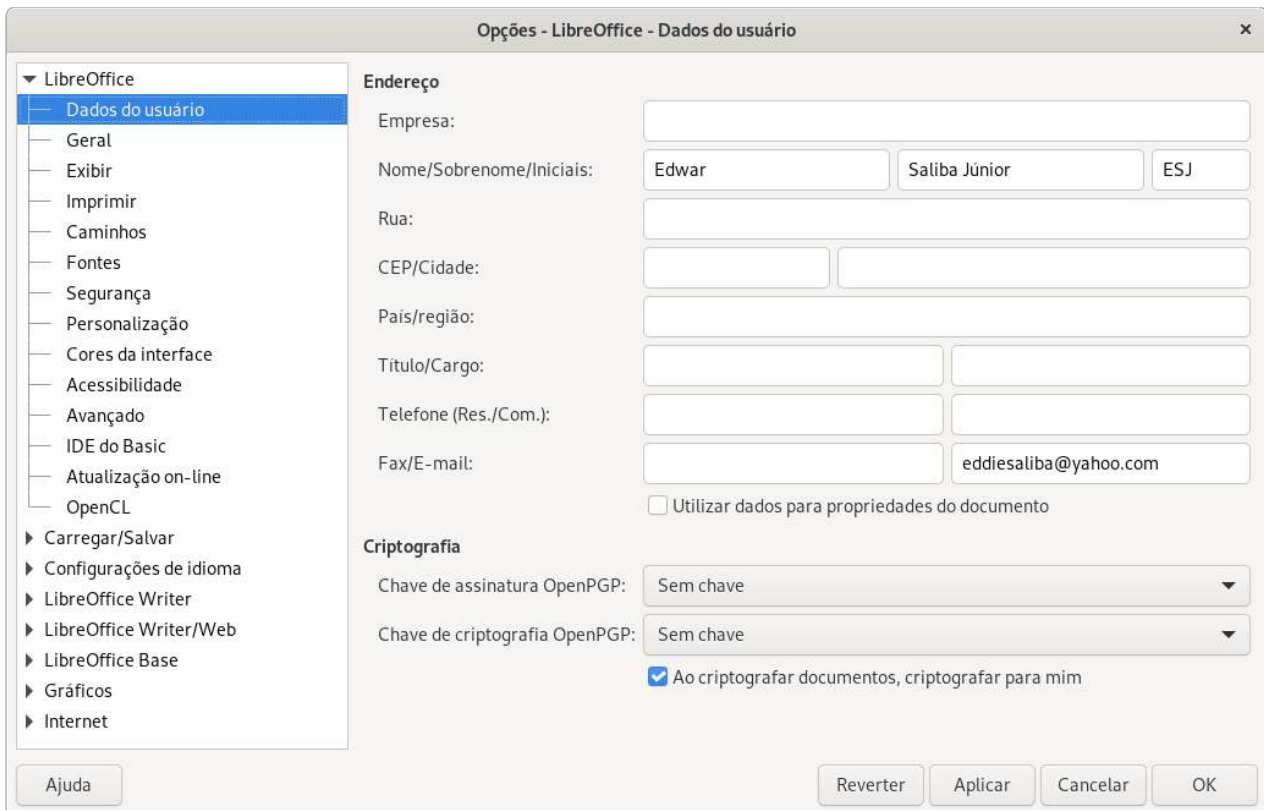 Opções - LibreOffice - Dados do usuário ×
LibreOffice
Dados do usuário
Geral
Exibir
Imprimir
Caminhos
Fontes
Segurança
Personalização
Cores da interface
Acessibilidade
Avançado
IDE do Basic
Atualização on-line
OpenCL
Carregar/Salvar
Configurações de idioma
LibreOffice Writer
LibreOffice Writer/Web
LibreOffice Base
Gráficos
Internet
Endereço
Empresa:
Nome/Sobrenome/Iniciais: Edwar Saliba Júnior ESJ
Rua:
CEP/Cidade:
País/região:
Título/Cargo:
Telefone (Res./Com.):
Fax/E-mail: eddiesaliba@yahoo.com
Utilizar dados para propriedades do documento
Criptografia
Chave de assinatura OpenPGP: Sem chave
Chave de criptografia OpenPGP: Sem chave
Ao criptografar documentos, criptografar para mim
Ajuda Reverter Aplicar Cancelar OK